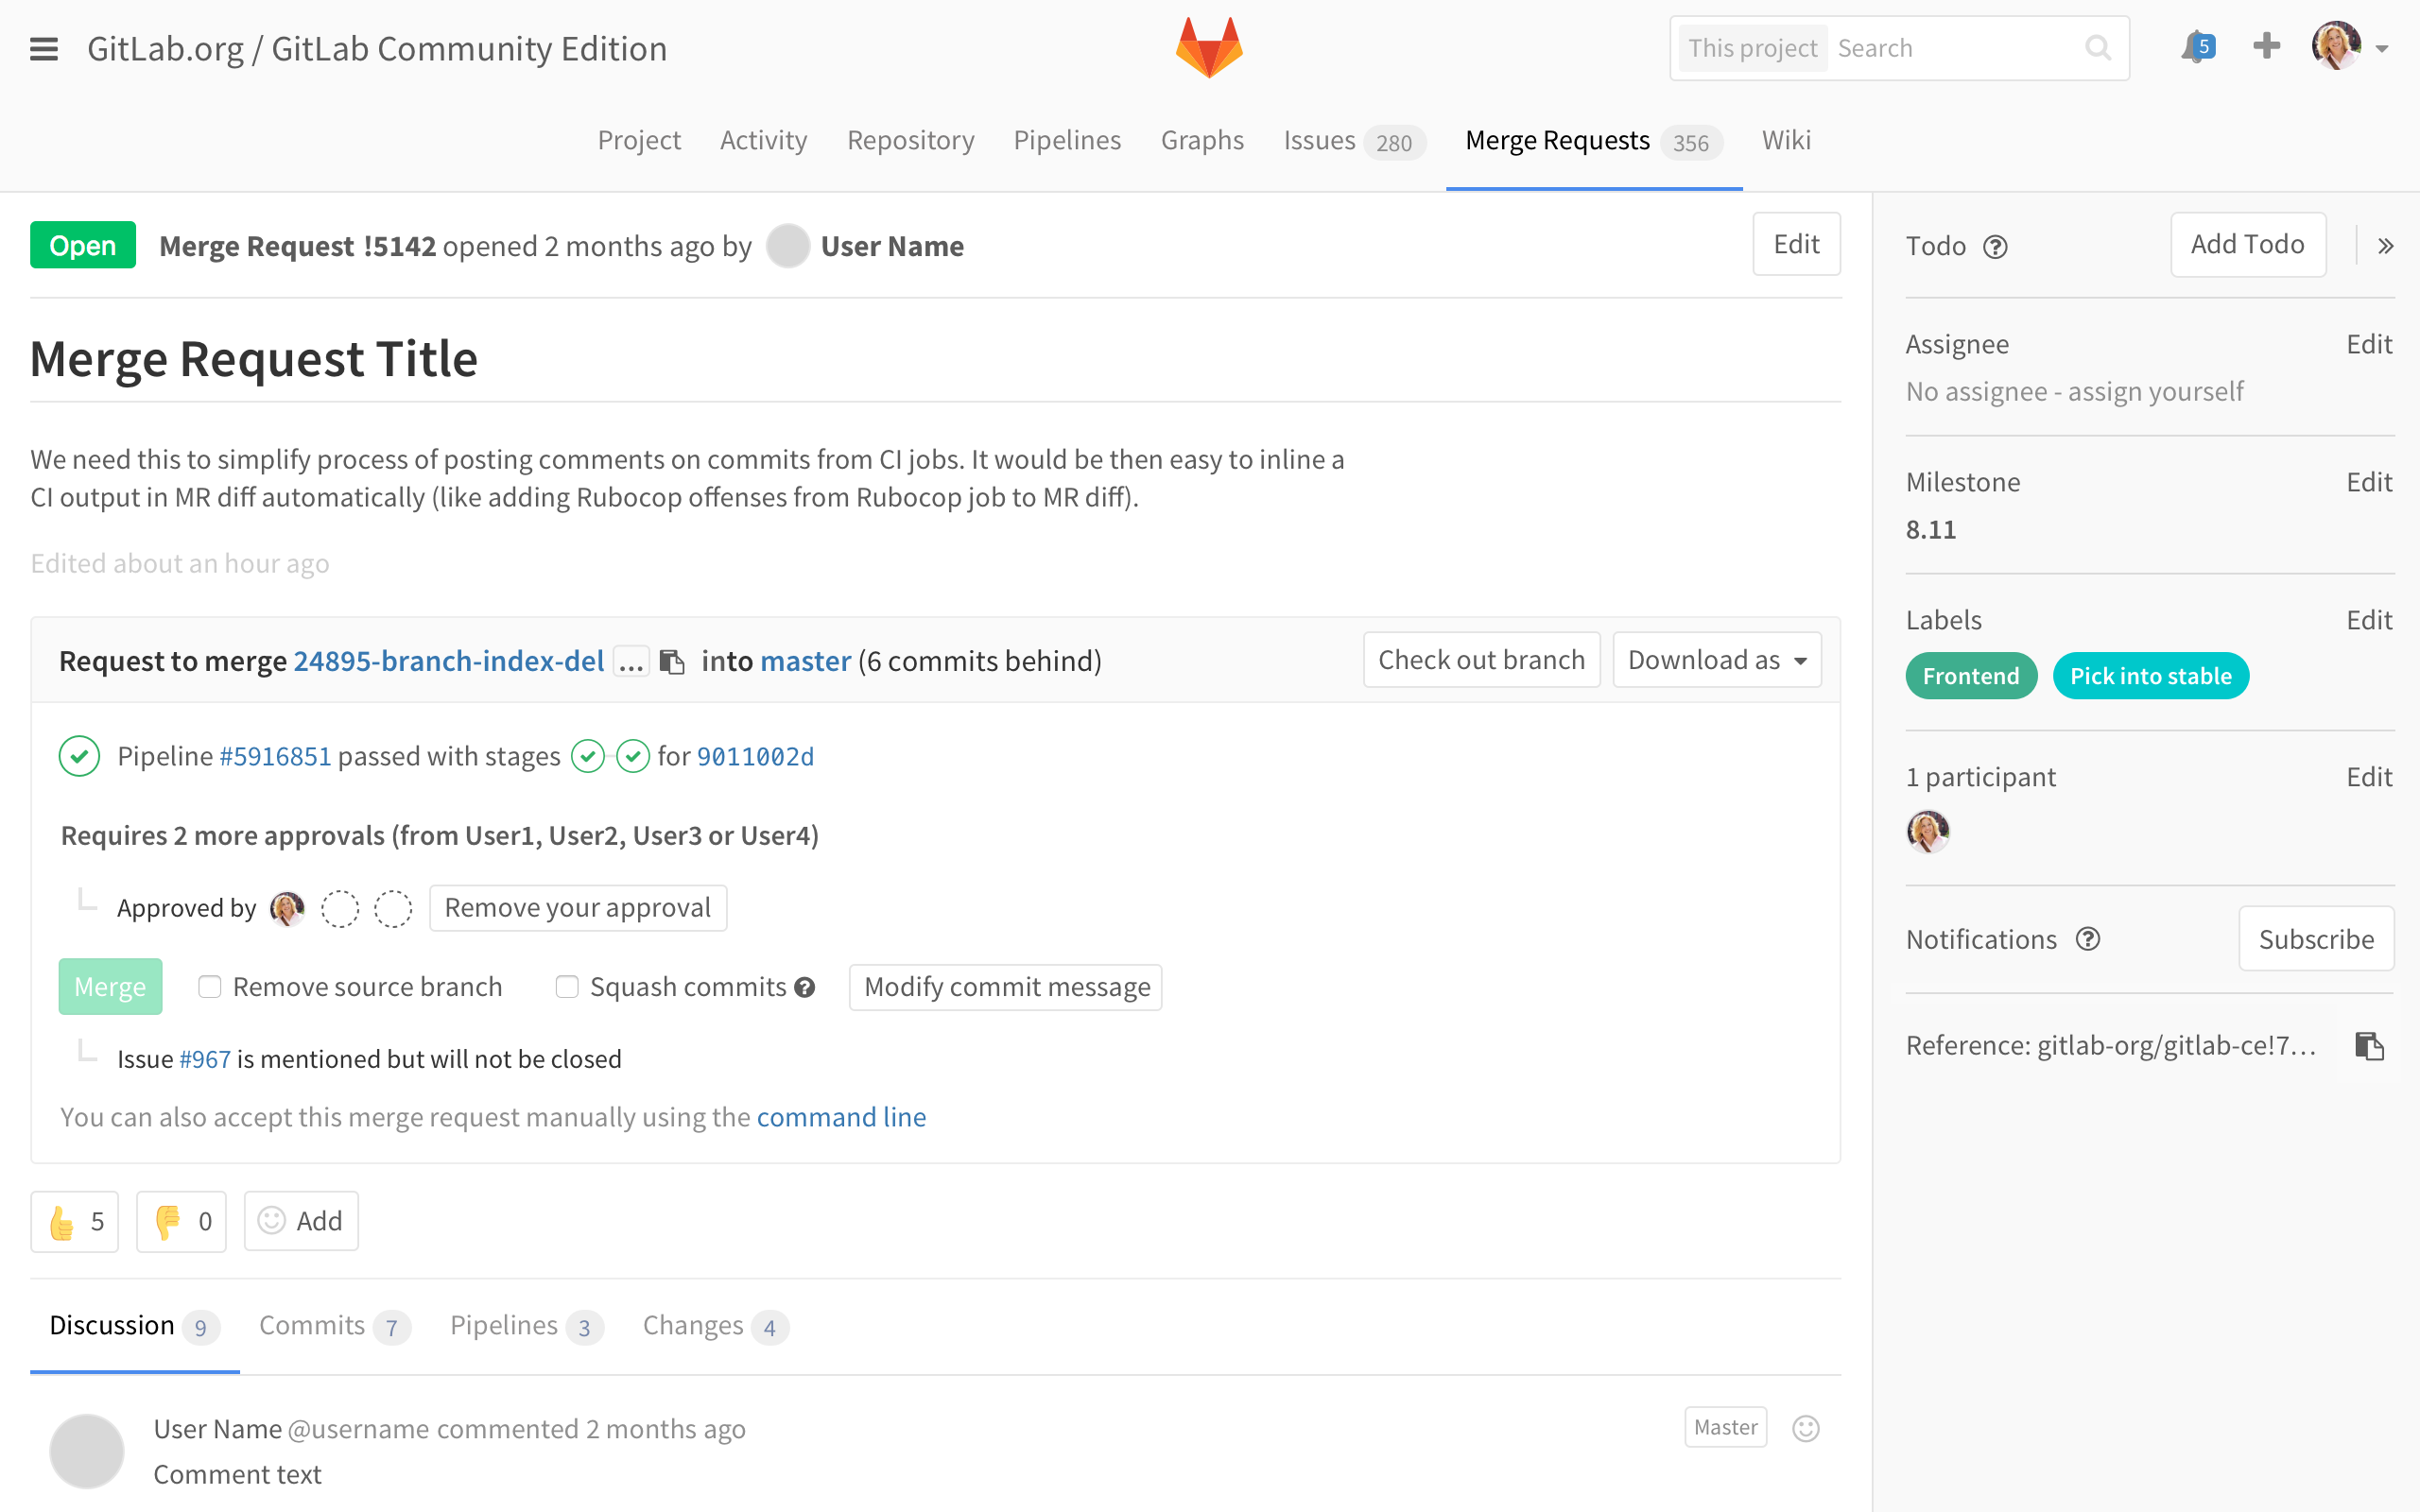 GitLab.org / GitLab Community Edition
This project Search
5
Project Activity Repository Pipelines Graphs Issues 280 Merge Requests 356 Wiki
Open Merge Request !5142 opened 2 months ago by User Name Edit
Merge Request Title
We need this to simplify process of posting comments on commits from CI jobs. It would be then easy to inline a
CI output in MR diff automatically (like adding Rubocop offenses from Rubocop job to MR diff).
Edited about an hour ago
Request to merge 24895-branch-index-del ... into master (6 commits behind) Check out branch Download as
Pipeline #5916851 passed with stages for 9011002d
Requires 2 more approvals (from User1, User2, User3 or User4)
Approved by Remove your approval
Merge Remove source branch Squash commits ? Modify commit message
Issue #967 is mentioned but will not be closed
You can also accept this merge request manually using the command line
5 0 Add
Discussion 9 Commits 7 Pipelines 3 Changes 4
User Name @username commented 2 months ago Master
Comment text
Todo ? Add Todo »
Assignee Edit
No assignee - assign yourself
Milestone Edit
8.11
Labels Edit
Frontend Pick into stable
1 participant Edit
Notifications ? Subscribe
Reference: gitlab-org/gitlab-ce!7...